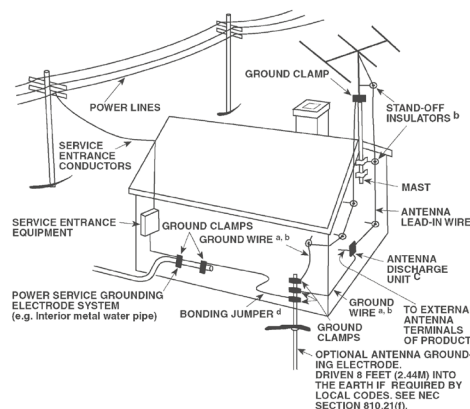 GROUND CLAMP
POWER LINES
STAND-OFF
INSULATORS b
SERVICE
ENTRANCE
CONDUCTORS
MAST
ANTENNA
LEAD-IN WIRE
SERVICE ENTRANCE
EQUIPMENT
GROUND CLAMPS
GROUND WIRE a, b
ANTENNA
DISCHARGE
UNIT C
POWER SERVICE GROUNDING
ELECTRODE SYSTEM
(e.g. Interior metal water pipe)
BONDING JUMPER d
GROUND
WIRE a, b
GROUND
CLAMPS
TO EXTERNA
ANTENNA
TERMINALS
OF PRODUCT
OPTIONAL ANTENNA GROUND-
ING ELECTRODE.
DRIVEN 8 FEET (2.44M) INTO
THE EARTH IF REQUIRED BY
LOCAL CODES. SEE NEC
SECTION 810.21(f).